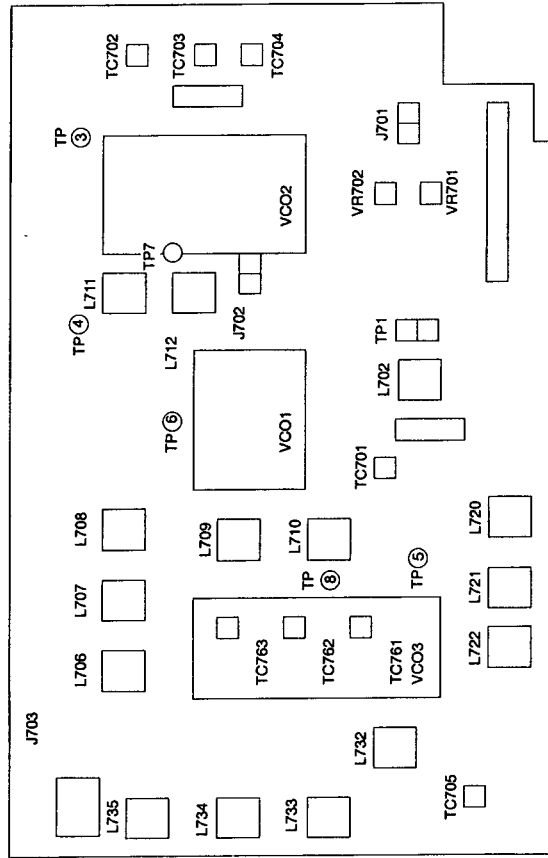 TC702
TC703
TC704
TP 3
VCO2
J701
VR702
VR701
TP7
L711
TP 4
L712
J702
TP1
L702
TP 6
VCO1
TC701
L708
L709
L710
L720
L707
TP 8
TP 5
L721
L706
TC763
TC762
TC761
VCO3
L722
J703
L732
L735
L734
L733
TC705